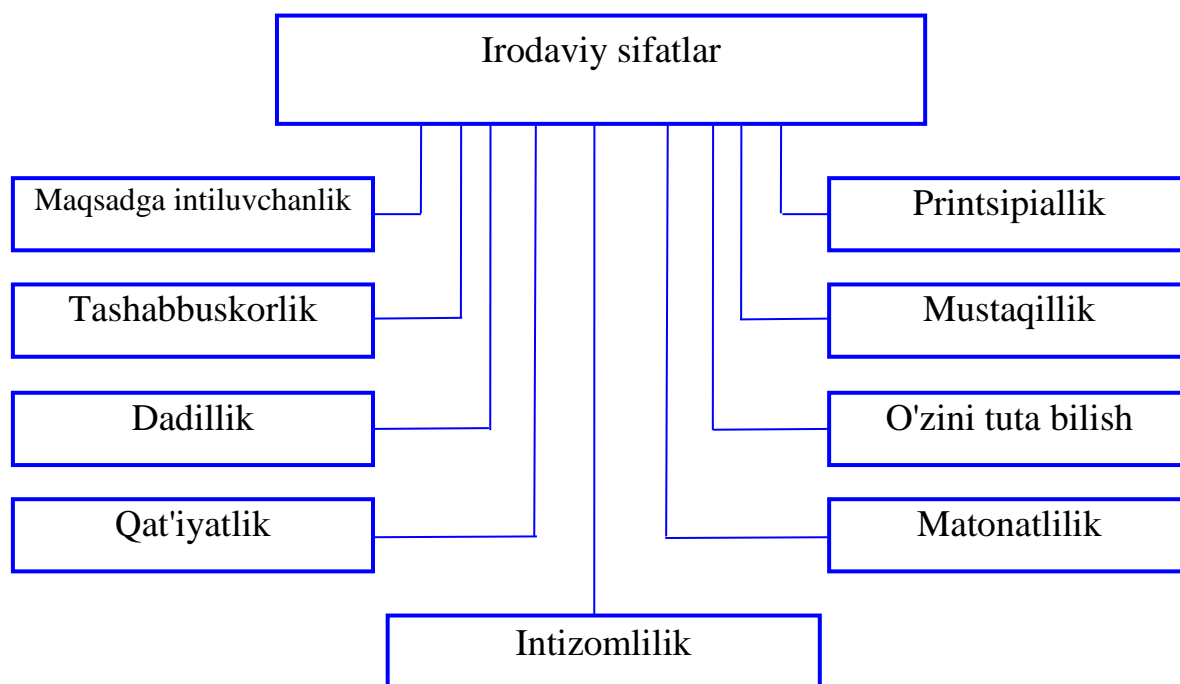 Irodaviy sifatlar
Maqsadga intiluvchanlik
Printsipiallik
Tashabbuskorlik
Mustaqillik
Dadillik
O'zini tuta bilish
Qat'iyatlik
Matonatlilik
Intizomlilik